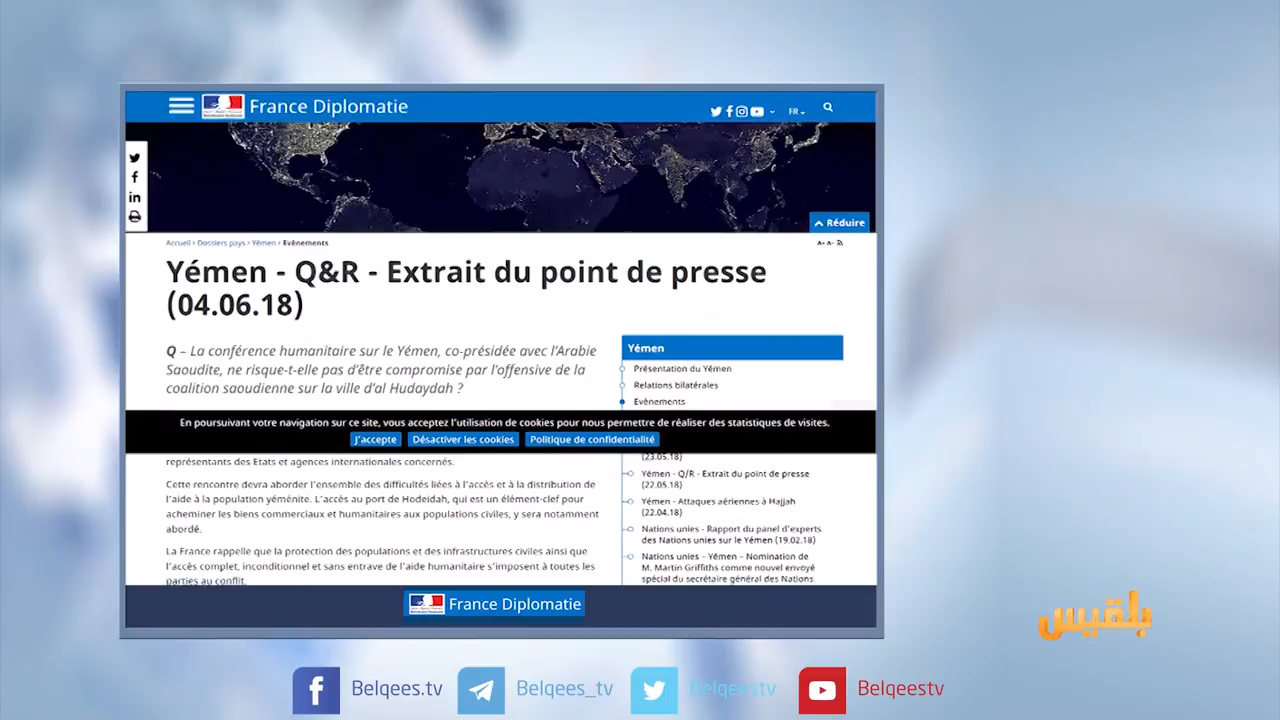 France Diplomatie
FR
Réduire
Accueil › Dossiers pays › Yémen › Evènements
A+ A-
Yémen - Q&R - Extrait du point de presse
(04.06.18)
Q – La conférence humanitaire sur le Yémen, co-présidée avec l'Arabie
Saoudite, ne risque-t-elle pas d'être compromise par l'offensive de la
coalition saoudienne sur la ville d'al Hudaydah ?
Yémen
Présentation du Yémen
Relations bilatérales
Evènements
En poursuivant votre navigation sur ce site, vous acceptez l'utilisation de cookies pour nous permettre de réaliser des statistiques de visites.
J'accepte
Désactiver les cookies
Politique de confidentialité
représentants des Etats et agences internationales concernés.
Cette rencontre devra aborder l'ensemble des difficultés liées à l'accès et à la distribution de
l'aide à la population yéménite. L'accès au port de Hodeïdah, qui est un élément-clef pour
acheminer les biens commerciaux et humanitaires aux populations civiles, y sera notamment
abordé.
La France rappelle que la protection des populations et des infrastructures civiles ainsi que
l'accès complet, inconditionnel et sans entrave de l'aide humanitaire s'imposent à toutes les
parties au conflit.
(23.05.18)
Yémen - Q/R - Extrait du point de presse
(22.05.18)
Yémen - Attaques aériennes à Hajjah
(22.04.18)
Nations unies - Rapport du panel d'experts
des Nations unies sur le Yémen (19.02.18)
Nations unies – Yémen – Nomination de
M. Martin Griffiths comme nouvel envoyé
spécial du secrétaire général des Nations
France Diplomatie
بلقيس
Belqees.tv
Belqees_tv
Belqeestv
Belqeestv